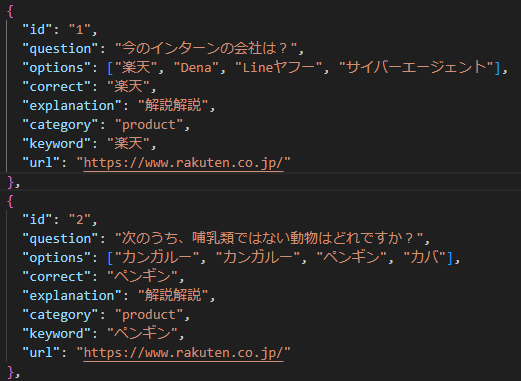 {
"id": "1",
"question": "今のインターンの会社は？",
"options": ["楽天", "Dena", "Lineヤフー", "サイバーエージェント"],
"correct": "楽天",
"explanation": "解説解説",
"category": "product",
"keyword": "楽天",
"url": "https://www.rakuten.co.jp/"
},
{
"id": "2",
"question": "次のうち、哺乳類ではない動物はどれですか？",
"options": ["カンガルー", "カンガルー", "ペンギン", "カバ"],
"correct": "ペンギン",
"explanation": "解説解説",
"category": "product",
"keyword": "ペンギン",
"url": "https://www.rakuten.co.jp/"
},